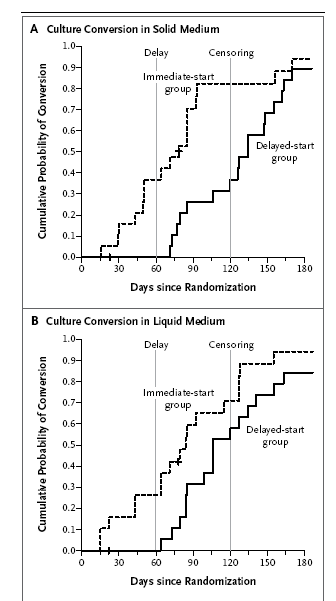 A Culture Conversion in Solid Medium
Cumulative Probability of Conversion
1.0
0.9
0.8
0.7
0.6
0.5
0.4
0.3
0.2
0.1
0.0
Delay
Censoring
Immediate-start
group
Delayed-start
group
0 30 60 90 120 150 180
Days since Randomization
B Culture Conversion in Liquid Medium
Cumulative Probability of Conversion
1.0
0.9
0.8
0.7
0.6
0.5
0.4
0.3
0.2
0.1
0.0
Delay
Censoring
Immediate-start
group
Delayed-start
group
0 30 60 90 120 150 180
Days since Randomization